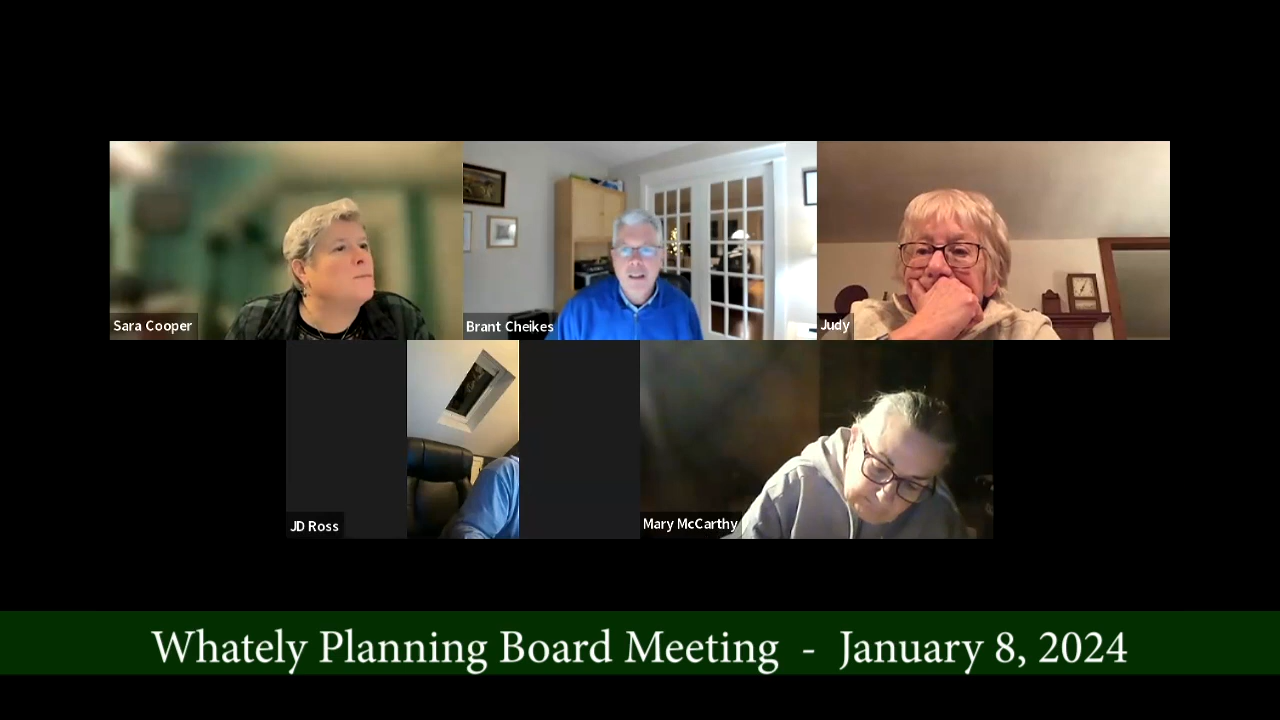 Sara Cooper
Brant Cheikes
Judy
JD Ross
Mary McCarthy
Whately Planning Board Meeting - January 8, 2024